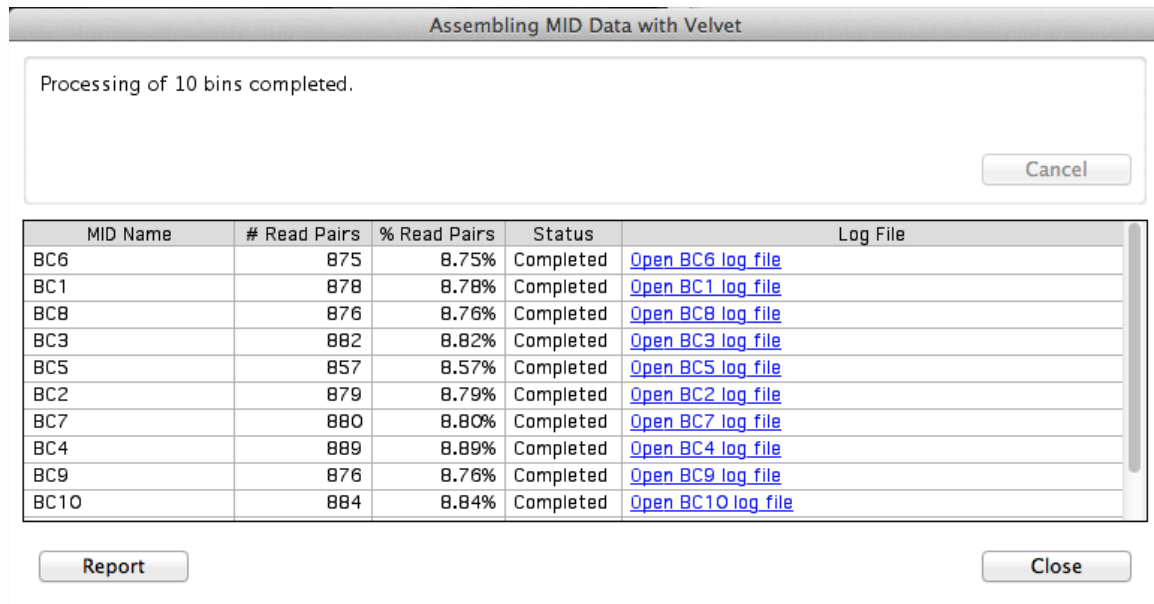 Assembling MID Data with Velvet
Processing of 10 bins completed.
Cancel
MID Name # Read Pairs % Read Pairs Status Log File
BC6 875 8.75% Completed Open BC6 log file
BC1 878 8.78% Completed Open BC1 log file
BC8 876 8.76% Completed Open BC8 log file
BC3 882 8.82% Completed Open BC3 log file
BC5 857 8.57% Completed Open BC5 log file
BC2 879 8.79% Completed Open BC2 log file
BC7 880 8.80% Completed Open BC7 log file
BC4 889 8.89% Completed Open BC4 log file
BC9 876 8.76% Completed Open BC9 log file
BC10 884 8.84% Completed Open BC10 log file
Report Close